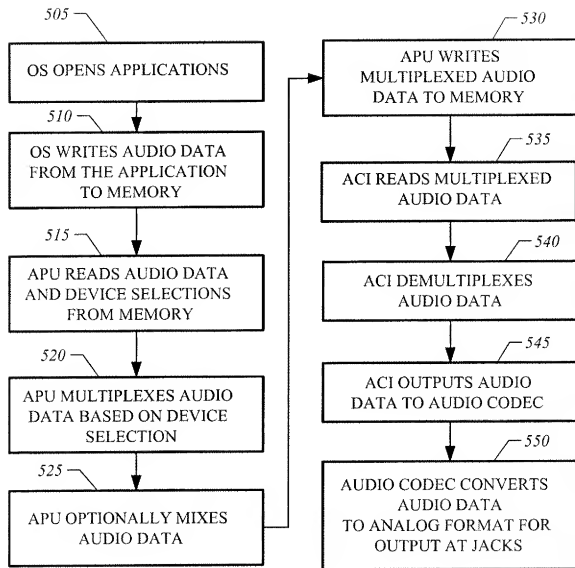 505
OS OPENS APPLICATIONS
510
OS WRITES AUDIO DATA
FROM THE APPLICATION
TO MEMORY
515
APU READS AUDIO DATA
AND DEVICE SELECTIONS
FROM MEMORY
520
APU MULTIPLEXES AUDIO
DATA BASED ON DEVICE
SELECTION
525
APU OPTIONALLY MIXES
AUDIO DATA
530
APU WRITES
MULTIPLEXED AUDIO
DATA TO MEMORY
535
ACI READS MULTIPLEXED
AUDIO DATA
540
ACI DEMULTIPLEXES
AUDIO DATA
545
ACI OUTPUTS AUDIO
DATA TO AUDIO CODEC
550
AUDIO CODEC CONVERTS
AUDIO DATA
TO ANALOG FORMAT FOR
OUTPUT AT JACKS